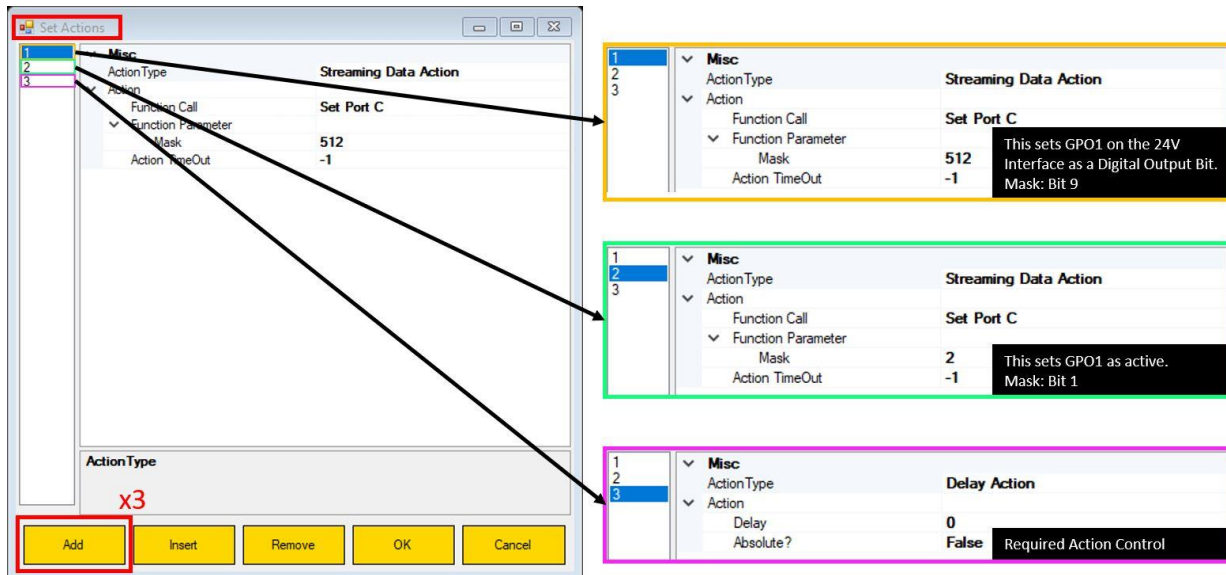 Set Actions
1
2
3
Misc
ActionType Streaming Data Action
Action
Function Call Set Port C
Function Parameter
Mask 512
Action TimeOut -1
ActionType
x3
Add Insert Remove OK Cancel
1
2
3
Misc
ActionType Streaming Data Action
Action
Function Call Set Port C
Function Parameter
Mask 512
Action TimeOut -1
This sets GPO1 on the 24V
Interface as a Digital Output Bit.
Mask: Bit 9
1
2
3
Misc
ActionType Streaming Data Action
Action
Function Call Set Port C
Function Parameter
Mask 2
Action TimeOut -1
This sets GPO1 as active.
Mask: Bit 1
1
2
3
Misc
ActionType Delay Action
Action
Delay 0
Absolute? False
Required Action Control